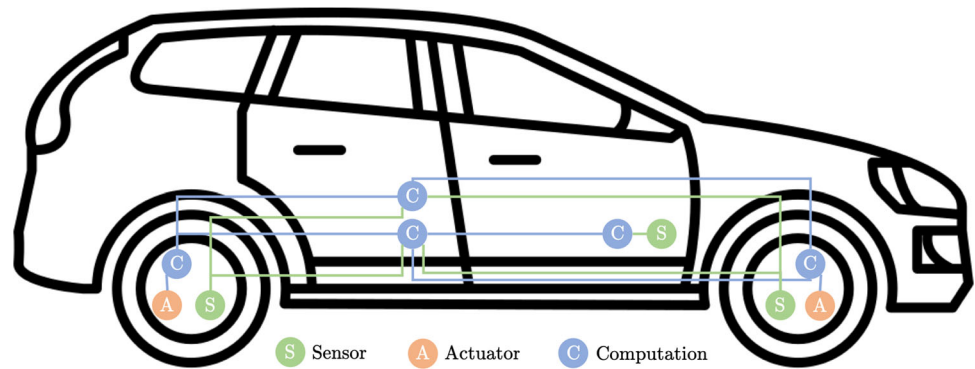 C
C C S
C C
A S S A
S Sensor A Actuator C Computation